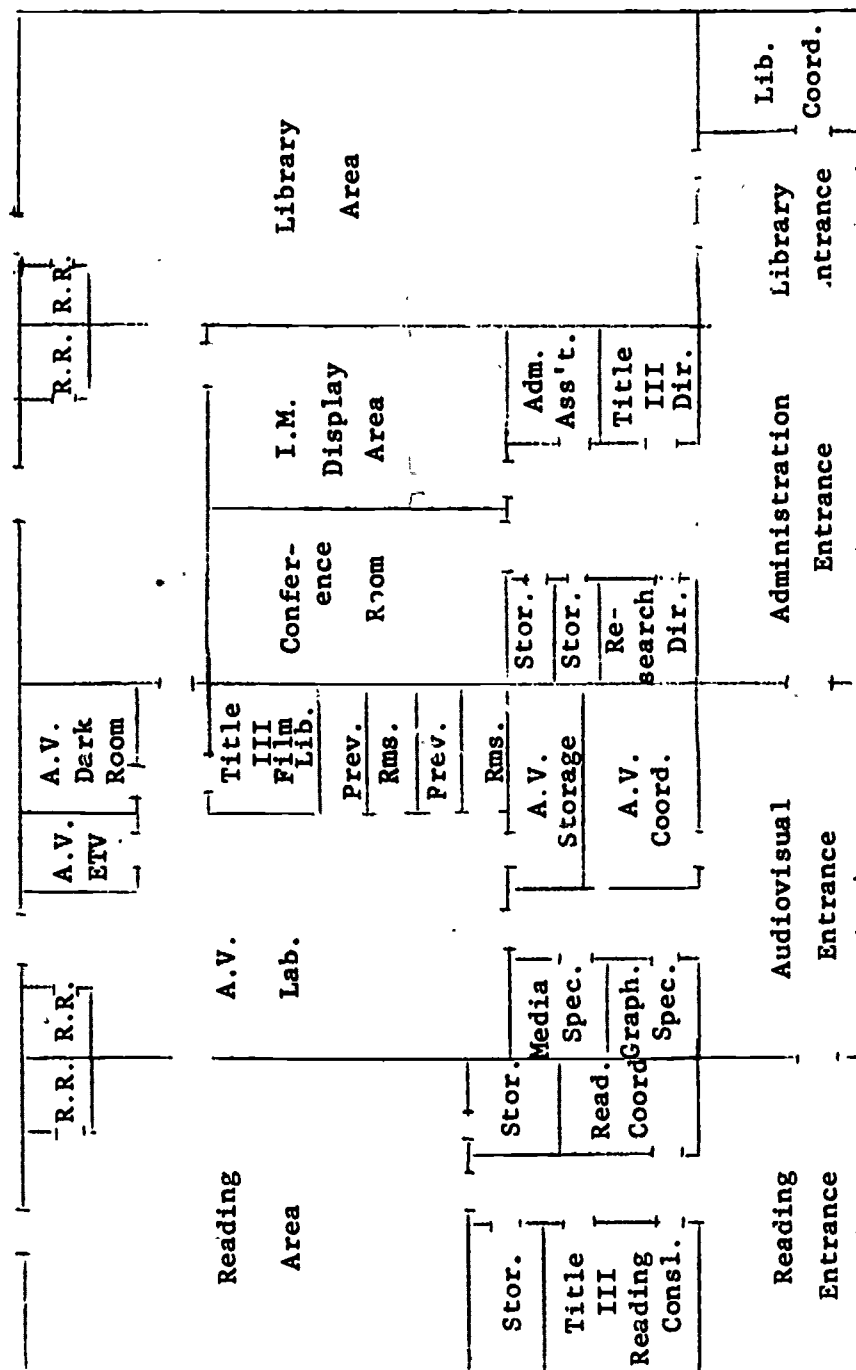 R.R. R.R.
A.V.
ETV
A.V.
Dark
Room
R.R. R.R.
Reading
Area
A.V.
Lab.
Title
III
Film
Lib.
Prev.
Rms.
Prev.
Rms.
Confer-
ence
Room
I.M.
Display
Area
Library
Area
Stor.
Title
III
Reading
Consl.
Stor.
Read.
Coord
Media
Spec.
Graph.
Spec.
A.V.
Storage
A.V.
Coord.
Stor.
Stor.
Re-
search
Dir.
Adm.
Ass't.
Title
III
Dir.
Lib.
Coord.
Reading
Entrance
Audiovisual
Entrance
Administration
Entrance
Library
ntrance